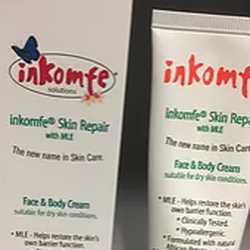 inkomfe®
solutions
inkomfe® Skin Repair
with MLE
The new name in Skin Care.
Face & Body Cream
suitable for dry skin conditions.
• MLE - Helps restore the skin's
own barrier function.
inkomf
inkomfe® Skin Repa
with MLE
The new name in Skin Care.
Face & Body Cream
suitable for dry skin conditions.
• MLE - Helps restore the skin's
own barrier function.
• Clinically Tested.
• Hypoallergenic.
• Formulated with natural